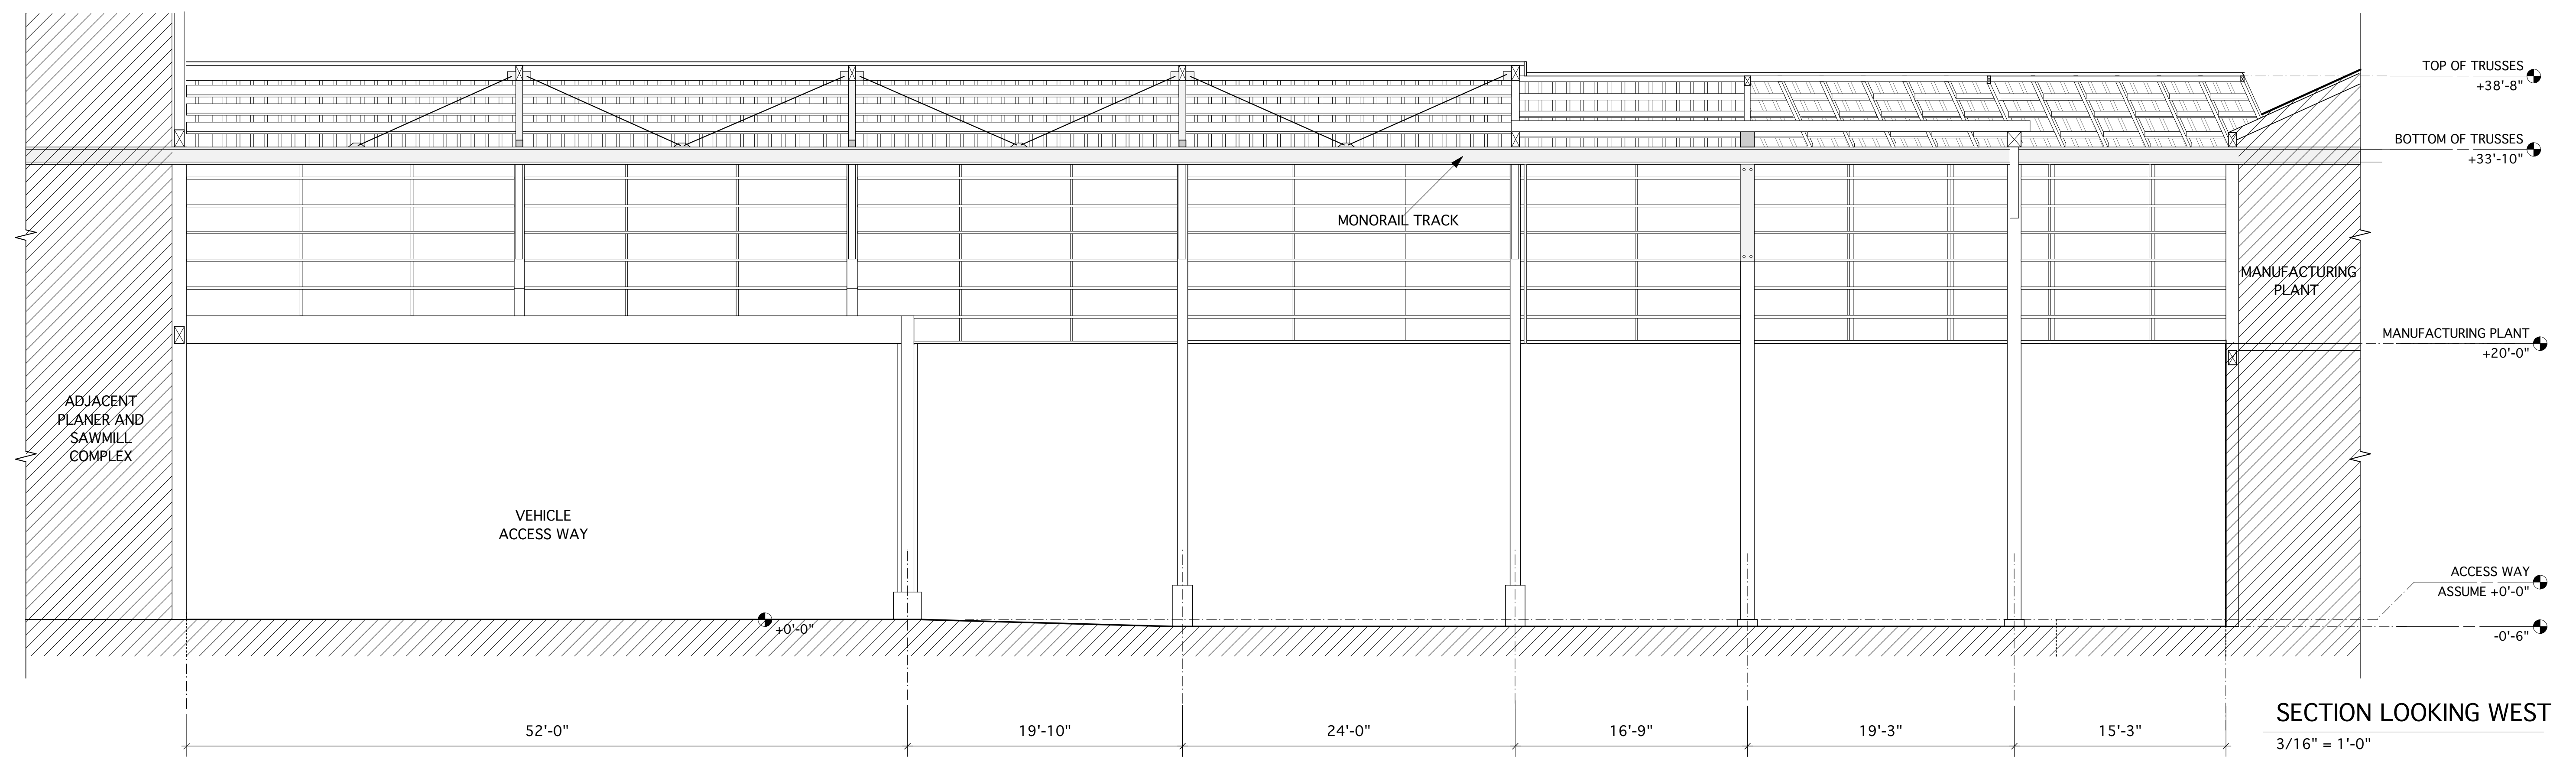 TOP OF TRUSSES
+38'-8"
BOTTOM OF TRUSSES
+33'-10"
MONORAIL TRACK
MANUFACTURING
PLANT
MANUFACTURING PLANT
+20'-0"
ADJACENT
PLANER AND
SAWMILL
COMPLEX
VEHICLE
ACCESS WAY
ACCESS WAY
ASSUME +0'-0"
+0'-0"
-0'-6"
52'-0"
19'-10"
24'-0"
16'-9"
19'-3"
15'-3"
SECTION LOOKING WEST
3/16" = 1'-0"